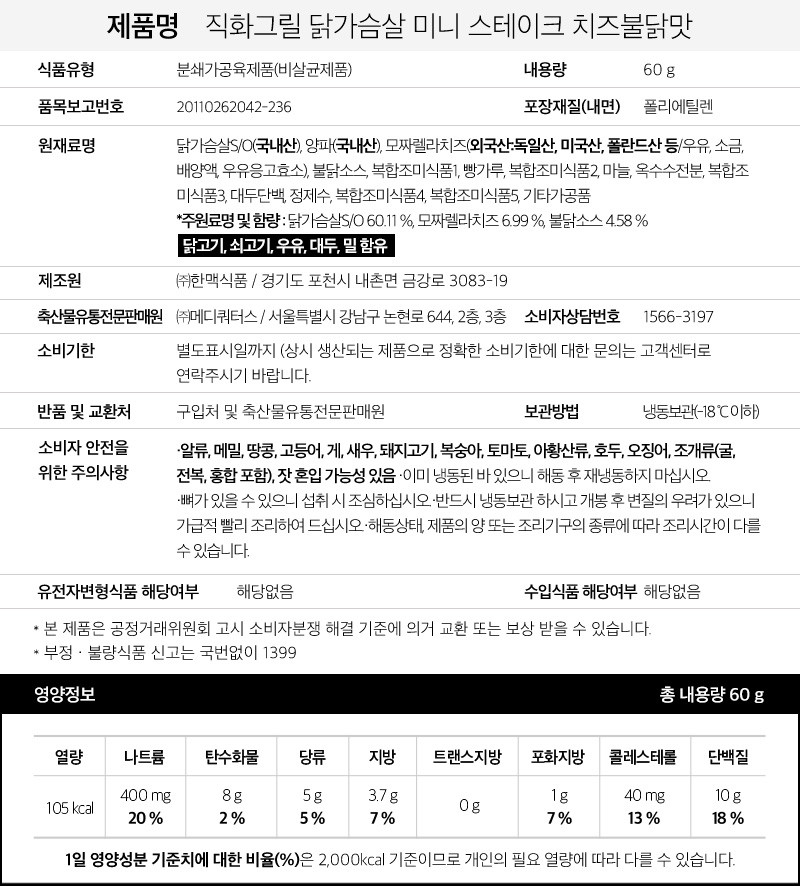 제품명 직화그릴 닭가슴살 미니 스테이크 치즈불닭맛
식품유형 분쇄가공육제품(비살균제품) 내용량 60 g
품목보고번호 20110262042-236 포장재질(내면) 폴리에틸렌
원재료명 닭가슴살S/O(국내산), 양파(국내산), 모짜렐라치즈(외국산:독일산, 미국산, 폴란드산 등/우유, 소금,
배양액, 우유응고효소), 불닭소스, 복합조미식품1, 빵가루, 복합조미식품2, 마늘, 옥수수전분, 복합조
미식품3, 대두단백, 정제수, 복합조미식품4, 복합조미식품5, 기타가공품
*주원료명 및 함량 : 닭가슴살S/O 60.11 %, 모짜렐라치즈 6.99 %, 불닭소스 4.58 %
닭고기, 쇠고기, 우유, 대두, 밀 함유
제조원 ㈜한맥식품 / 경기도 포천시 내촌면 금강로 3083-19
축산물유통전문판매원 ㈜메디쿼터스 / 서울특별시 강남구 논현로 644, 2층, 3층 소비자상담번호 1566-3197
소비기한 별도표시일까지 (상시 생산되는 제품으로 정확한 소비기한에 대한 문의는 고객센터로
연락주시기 바랍니다.
반품 및 교환처 구입처 및 축산물유통전문판매원 보관방법 냉동보관(-18℃ 이하)
소비자 안전을 ·알류, 메밀, 땅콩, 고등어, 게, 새우, 돼지고기, 복숭아, 토마토, 아황산류, 호두, 오징어, 조개류(굴,
위한 주의사항 전복, 홍합 포함), 잣 혼입 가능성 있음 ·이미 냉동된 바 있으니 해동 후 재냉동하지 마십시오
·뼈가 있을 수 있으니 섭취 시 조심하십시오·반드시 냉동보관 하시고 개봉 후 변질의 우려가 있으니
가급적 빨리 조리하여 드십시오·해동상태, 제품의 양 또는 조리기구의 종류에 따라 조리시간이 다를
수 있습니다.
유전자변형식품 해당여부 해당없음 수입식품 해당여부 해당없음
* 본 제품은 공정거래위원회 고시 소비자분쟁 해결 기준에 의거 교환 또는 보상 받을 수 있습니다.
* 부정 · 불량식품 신고는 국번없이 1399
영양정보 총 내용량 60 g
열량 나트륨 탄수화물 당류 지방 트랜스지방 포화지방 콜레스테롤 단백질
105 kcal 400 mg 8 g 5 g 3.7 g 0 g 1 g 40 mg 10 g
20 % 2 % 5 % 7 % 7 % 13 % 18 %
1일 영양성분 기준치에 대한 비율(%)은 2,000kcal 기준이므로 개인의 필요 열량에 따라 다를 수 있습니다.